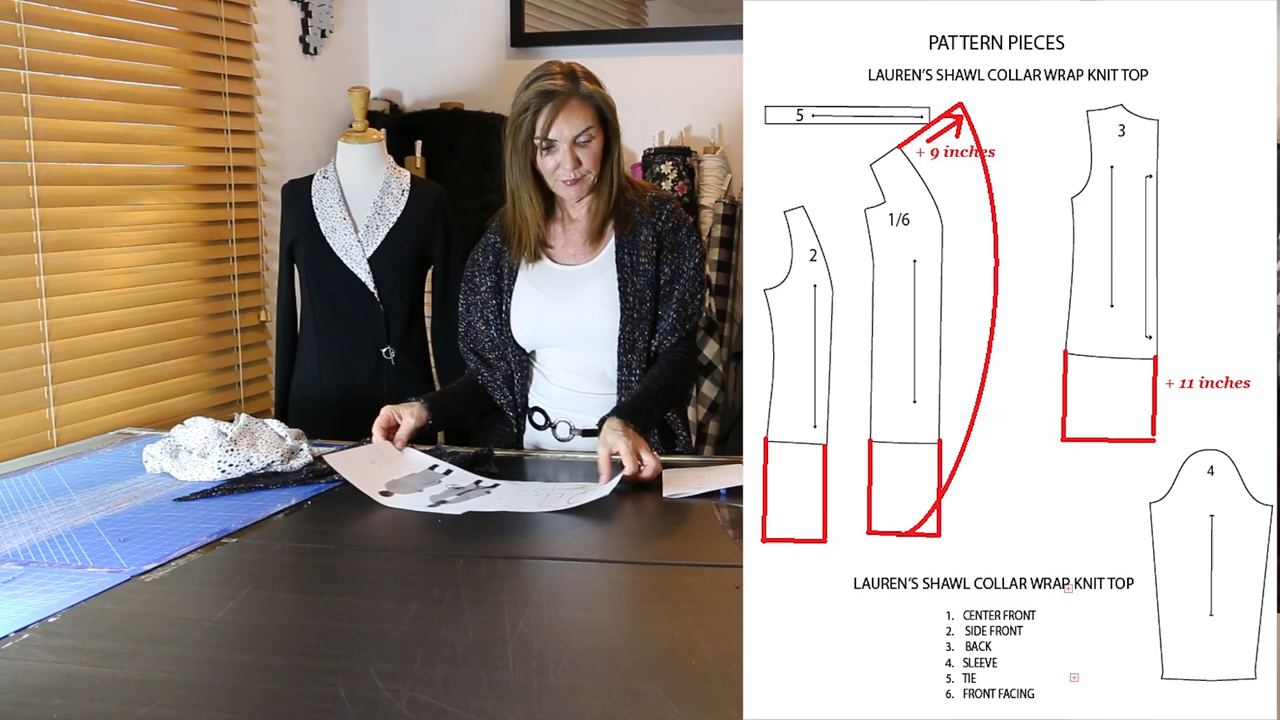 PATTERN PIECES
LAUREN'S SHAWL COLLAR WRAP KNIT TOP
5
+ 9 inches
3
1/6
2
+ 11 inches
4
LAUREN'S SHAWL COLLAR WRAP KNIT TOP
1. CENTER FRONT
2. SIDE FRONT
3. BACK
4. SLEEVE
5. TIE
6. FRONT FACING